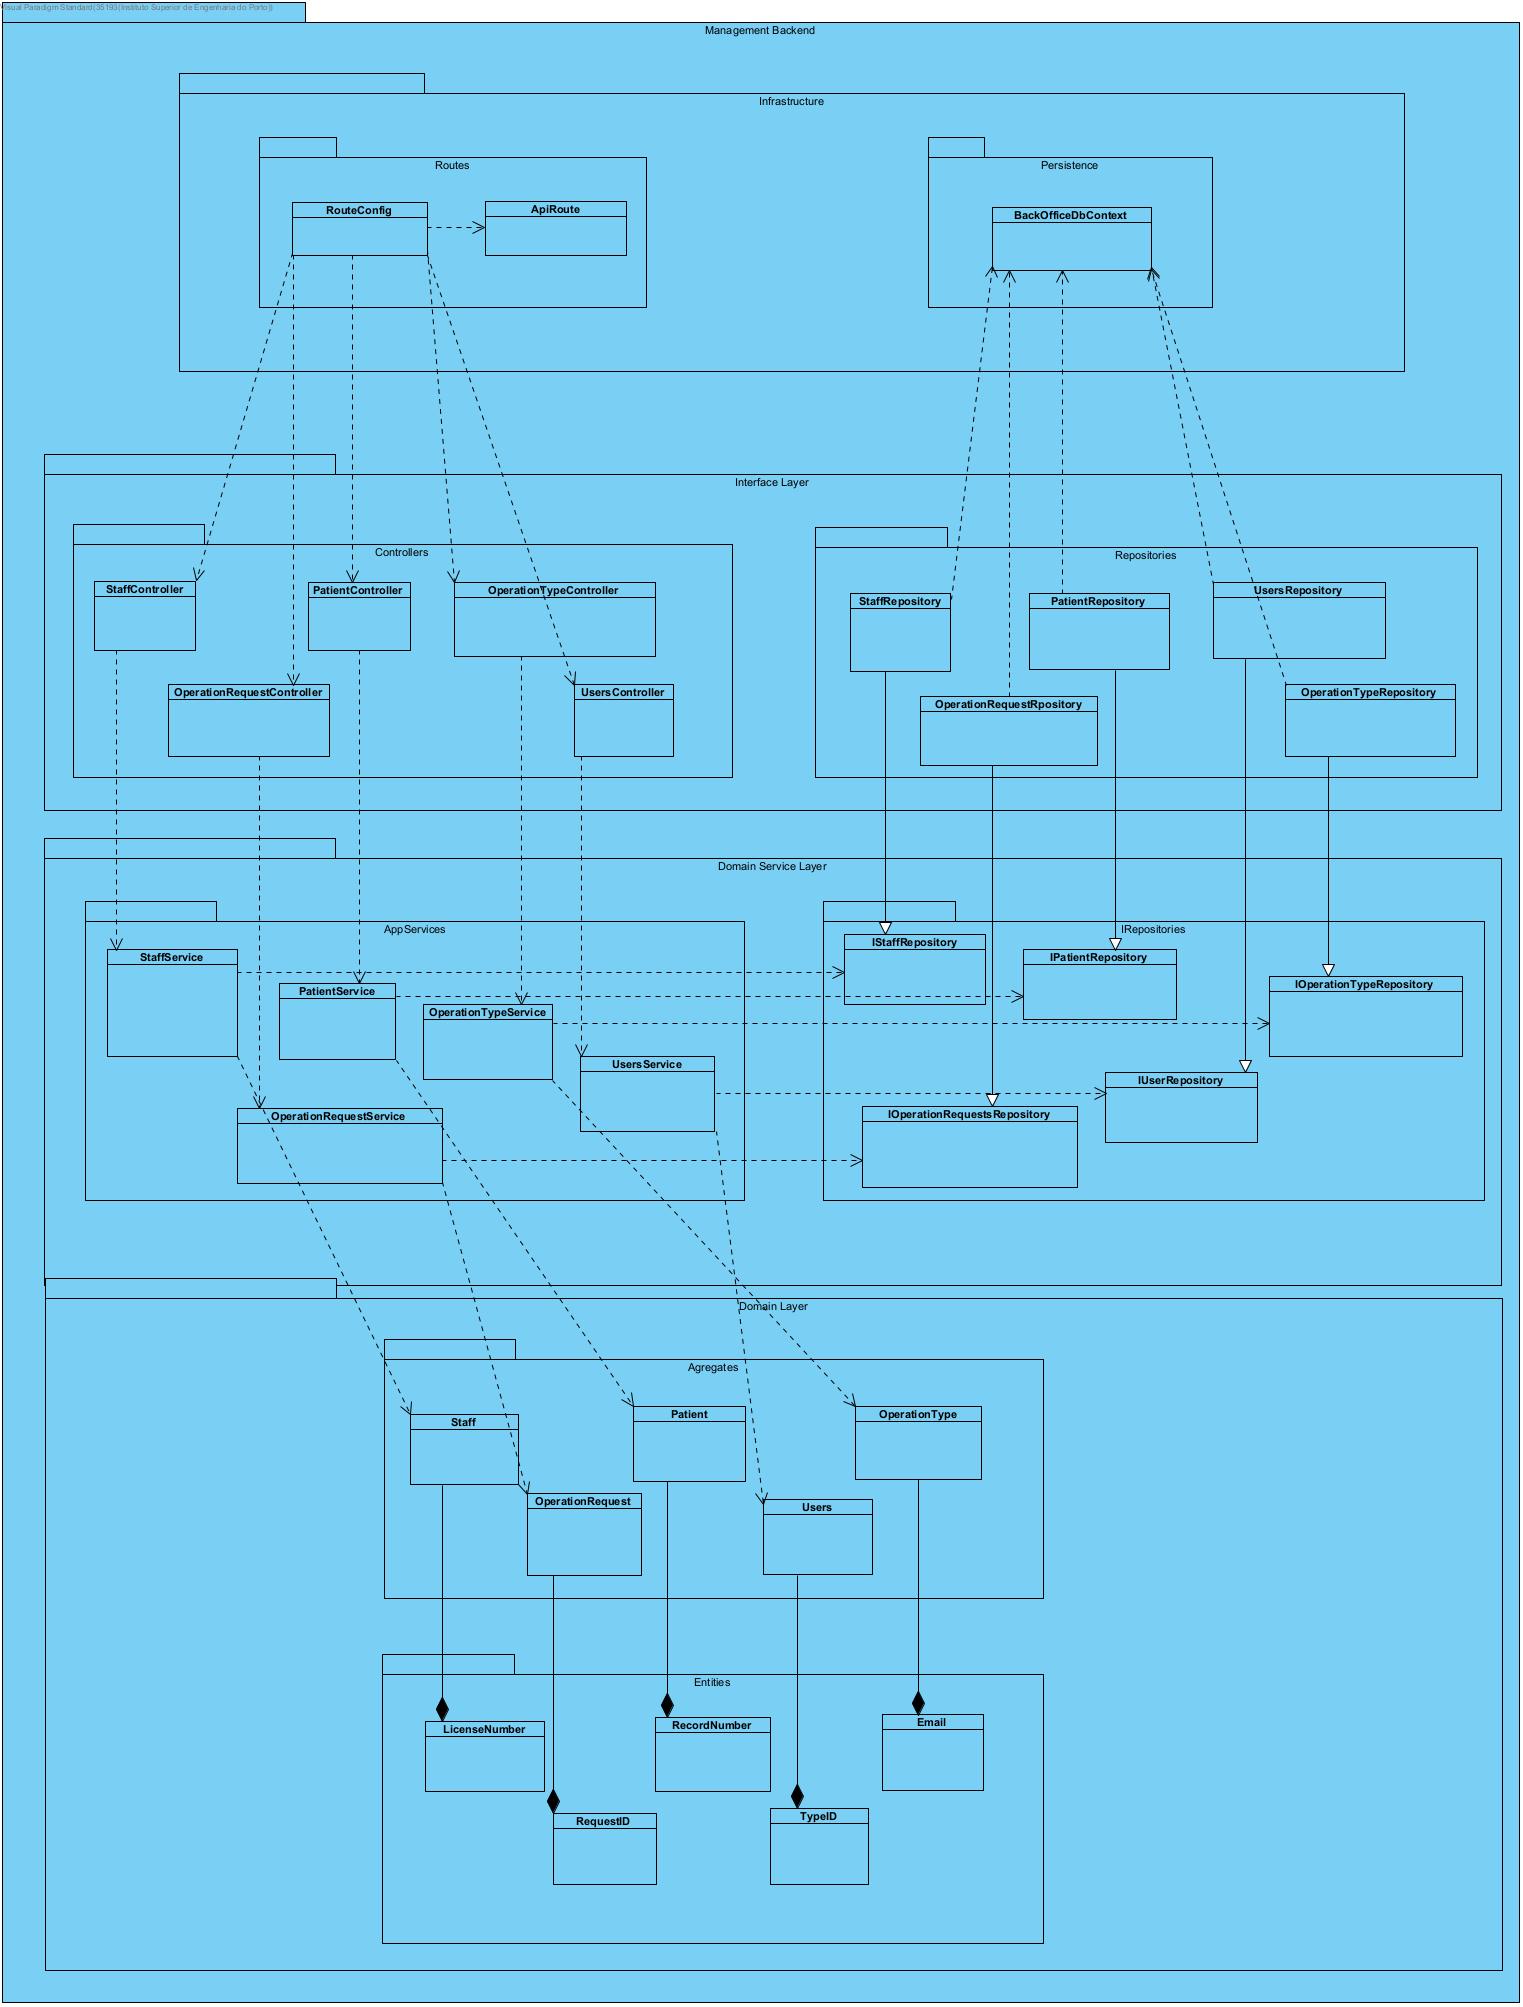 Visual Paradigm Standard(35193(Instituto Superior de Engenharia do Porto))
Management Backend
Infrastructure
Routes
Persistence
RouteConfig
ApiRoute
BackOfficeDbContext
Interface Layer
Controllers
Repositories
StaffController
PatientController
OperationTypeController
StaffRepository
PatientRepository
UsersRepository
OperationRequestController
UsersController
OperationRequestRpository
OperationTypeRepository
Domain Service Layer
AppServices
IRepositories
StaffService
IStaffRepository
IPatientRepository
PatientService
OperationTypeService
IOperationTypeRepository
UsersService
IUserRepository
OperationRequestService
IOperationRequestsRepository
Domain Layer
Agregates
Staff
Patient
OperationType
OperationRequest
Users
Entities
LicenseNumber
RecordNumber
Email
RequestID
TypeID